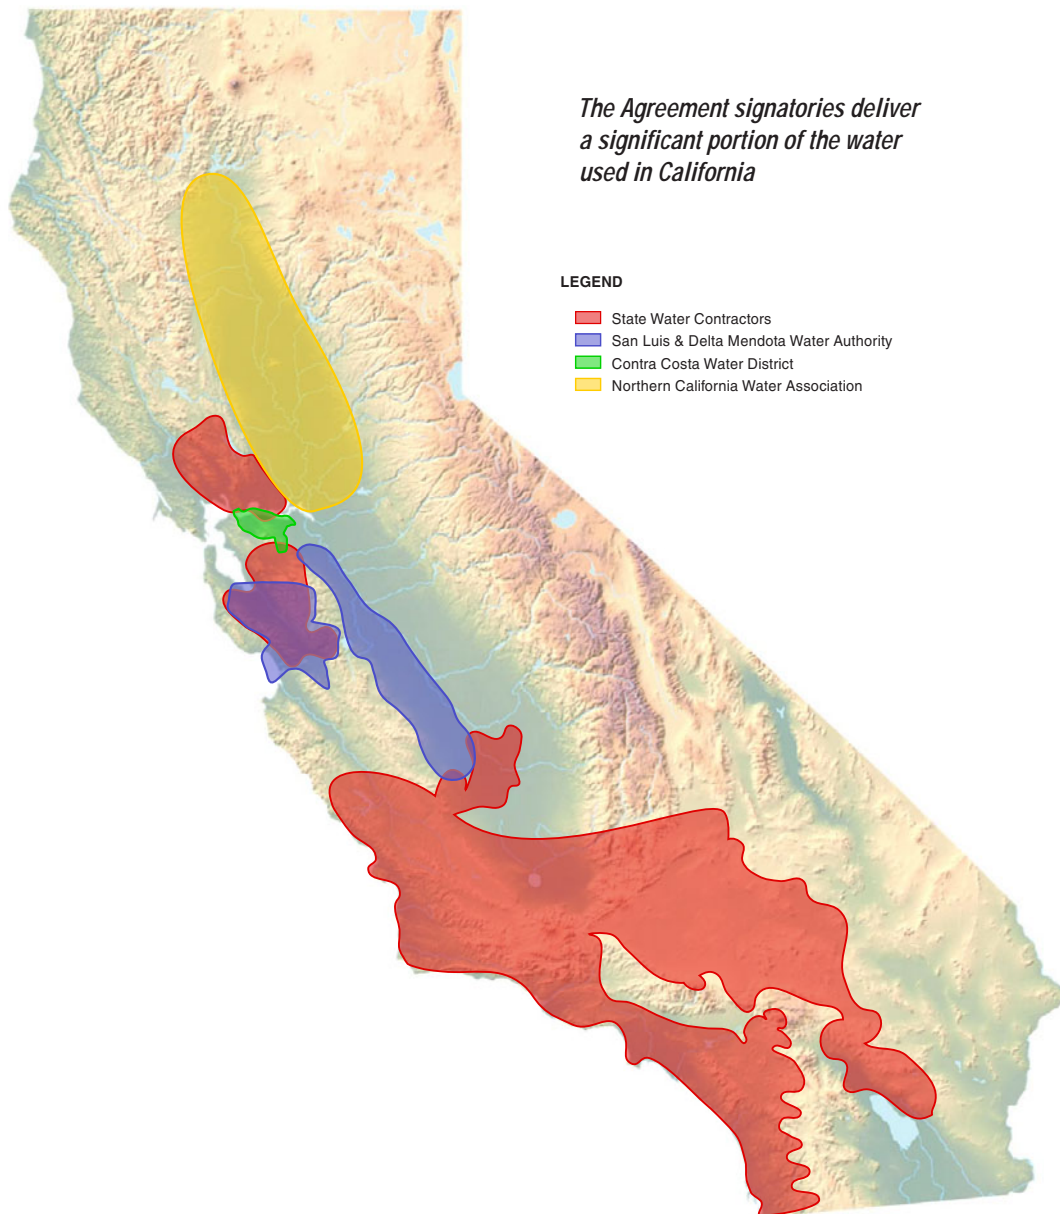 The Agreement signatories deliver
a significant portion of the water
used in California
LEGEND
State Water Contractors
San Luis & Delta Mendota Water Authority
Contra Costa Water District
Northern California Water Association